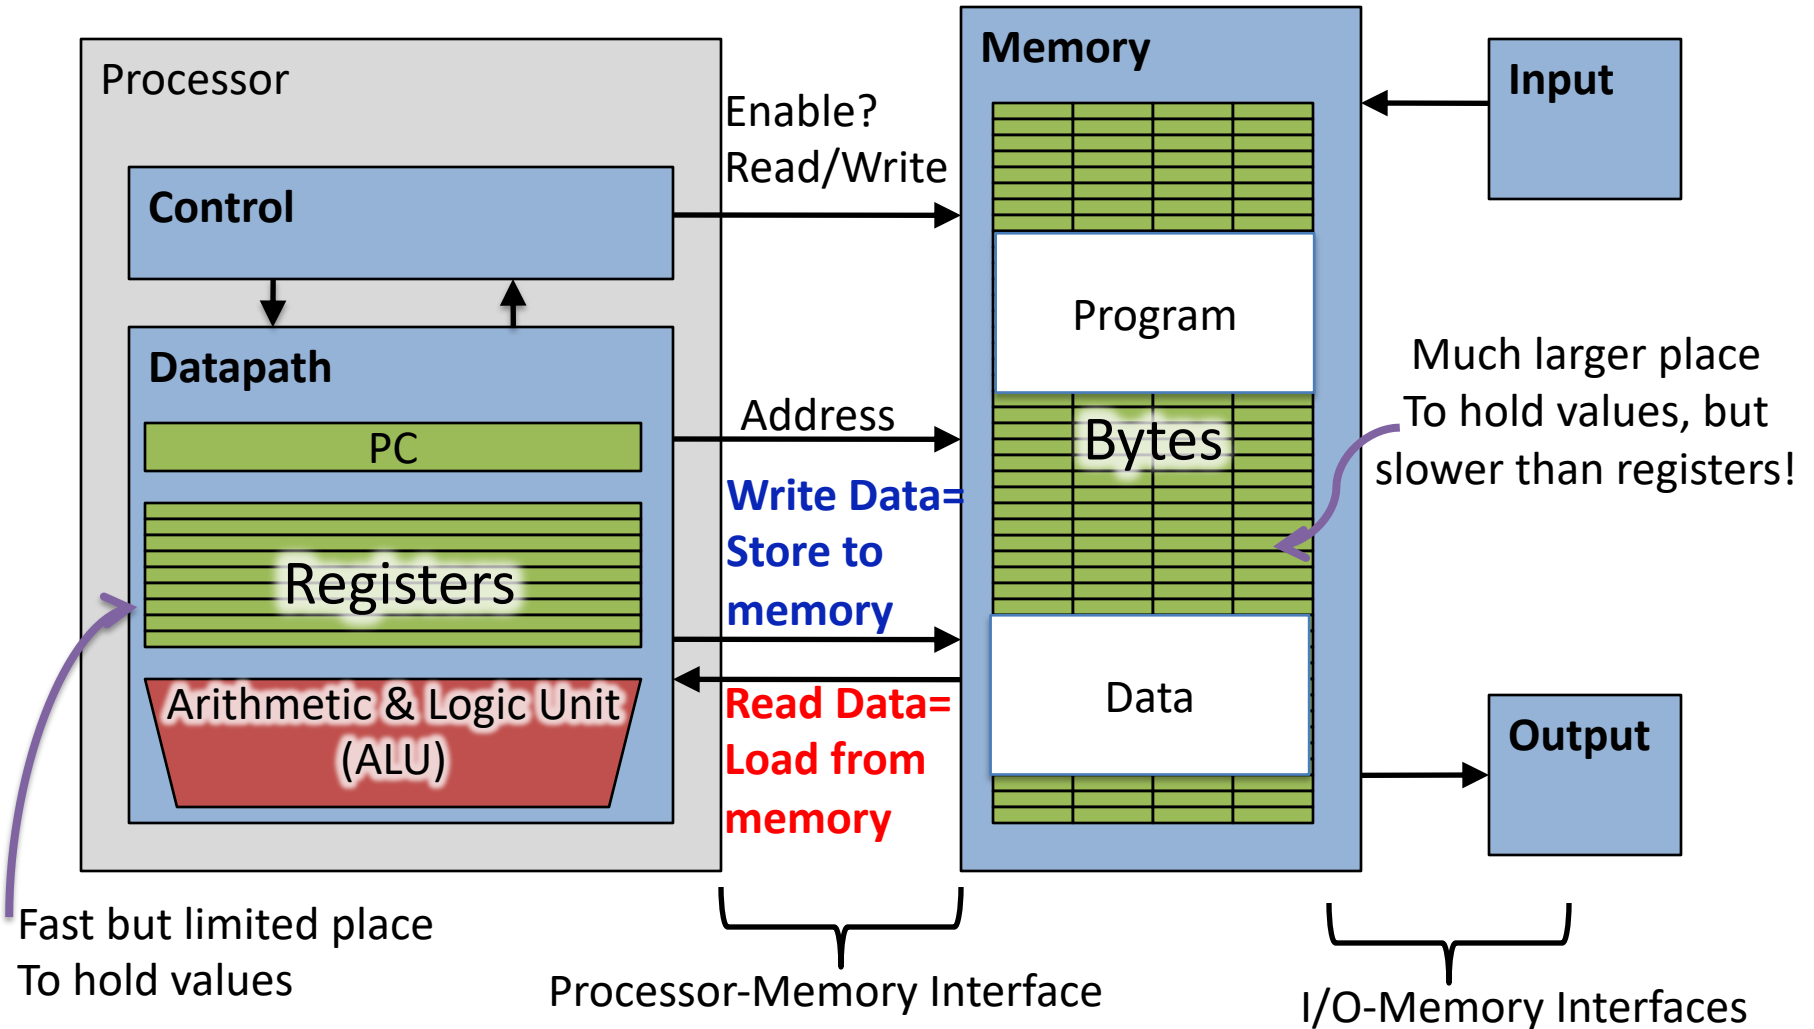 Processor
Control
Datapath
PC
Registers
Arithmetic & Logic Unit
(ALU)
Fast but limited place
To hold values
Enable?
Read/Write
Address
Write Data=
Store to
memory
Read Data=
Load from
memory
Processor-Memory Interface
Memory
Program
Bytes
Data
Input
Much larger place
To hold values, but
slower than registers!
Output
I/O-Memory Interfaces